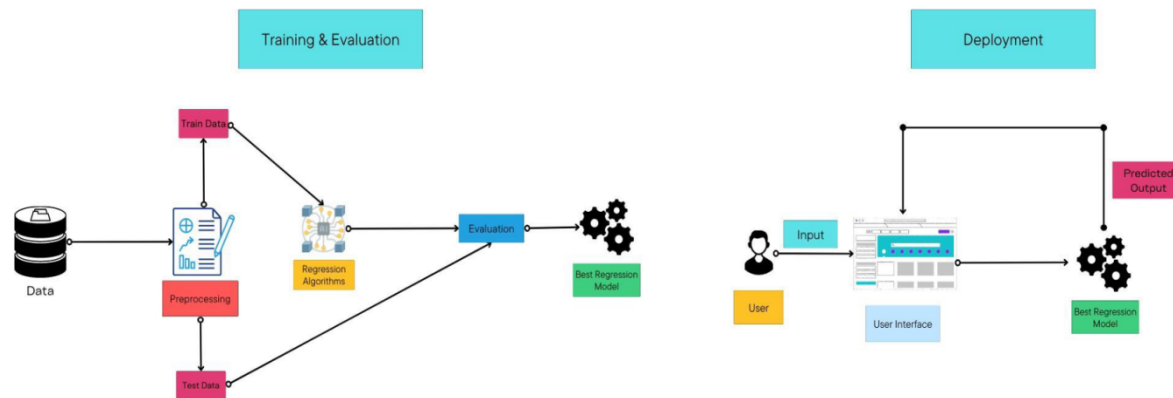 Training & Evaluation
Deployment
Train Data
Predicted
Output
Input
Evaluation
Regression
Algorithms
Best Regression
Model
Data
Preprocessing
User
User Interface
Best Regression
Model
Test Data